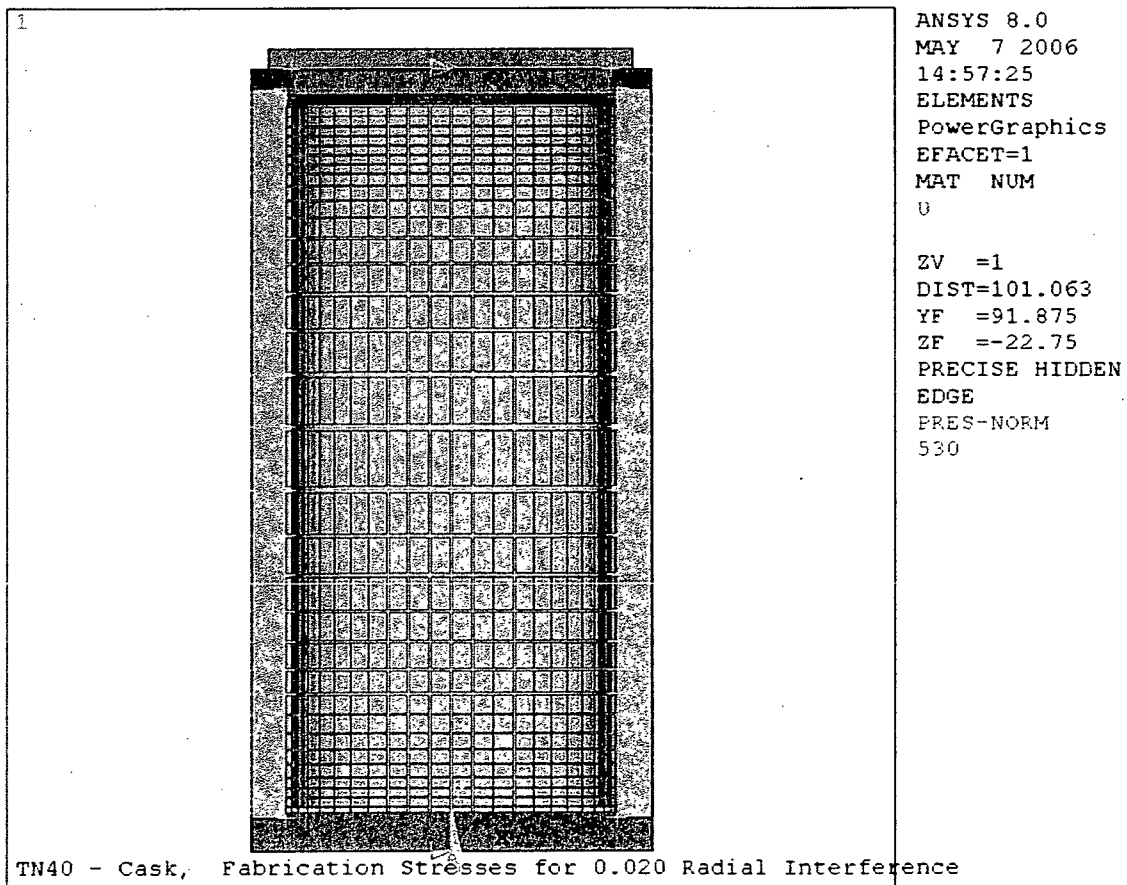 1
ANSYS 8.0
MAY 7 2006
14:57:25
ELEMENTS
PowerGraphics
EFACET=1
MAT NUM
U
ZV =1
DIST=101.063
YF =91.875
ZF =-22.75
PRECISE HIDDEN
EDGE
PRES-NORM
530
TN40 - Cask, Fabrication Stresses for 0.020 Radial Interference